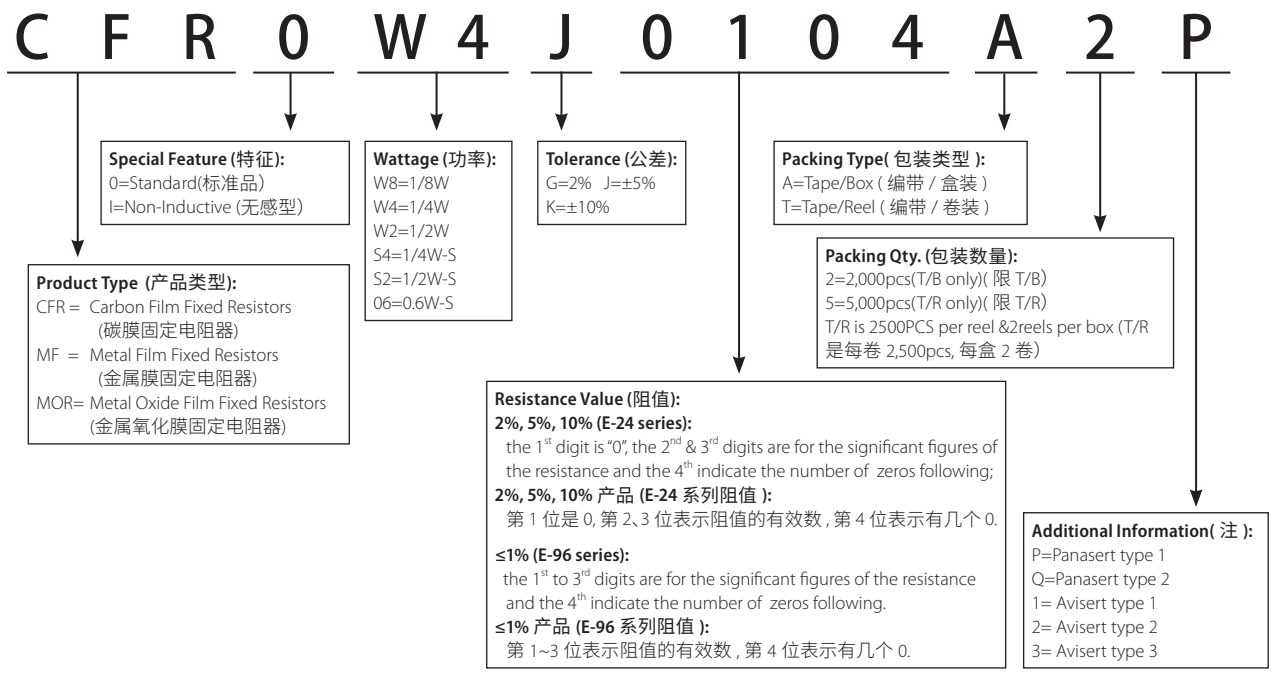 C F R 0 W 4 J 0 1 0 4 A 2 P
Special Feature (特征):
0=Standard(标准品)
I=Non-Inductive (无感型)
Wattage (功率):
W8=1/8W
W4=1/4W
W2=1/2W
S4=1/4W-S
S2=1/2W-S
06=0.6W-S
Tolerance (公差):
G=2% J=±5%
K=±10%
Packing Type( 包装类型 ):
A=Tape/Box ( 编带 / 盒装 )
T=Tape/Reel ( 编带 / 卷装 )
Packing Qty. (包装数量):
2=2,000pcs(T/B only)( 限 T/B)
5=5,000pcs(T/R only)( 限 T/R)
T/R is 2500PCS per reel &2reels per box (T/R
是每卷 2,500pcs, 每盒 2 卷)
Product Type (产品类型):
CFR = Carbon Film Fixed Resistors
(碳膜固定电阻器)
MF = Metal Film Fixed Resistors
(金属膜固定电阻器)
MOR= Metal Oxide Film Fixed Resistors
(金属氧化膜固定电阻器)
Resistance Value (阻值):
2%, 5%, 10% (E-24 series):
the 1st digit is “0”, the 2nd & 3rd digits are for the significant figures of
the resistance and the 4th indicate the number of zeros following;
2%, 5%, 10% 产品 (E-24 系列阻值 ):
第 1 位是 0, 第 2、3 位表示阻值的有效数 , 第 4 位表示有几个 0.
≤1% (E-96 series):
the 1st to 3rd digits are for the significant figures of the resistance
and the 4th indicate the number of zeros following.
≤1% 产品 (E-96 系列阻值 ):
第 1~3 位表示阻值的有效数 , 第 4 位表示有几个 0.
Additional Information( 注 ):
P=Panasert type 1
Q=Panasert type 2
1= Avisert type 1
2= Avisert type 2
3= Avisert type 3